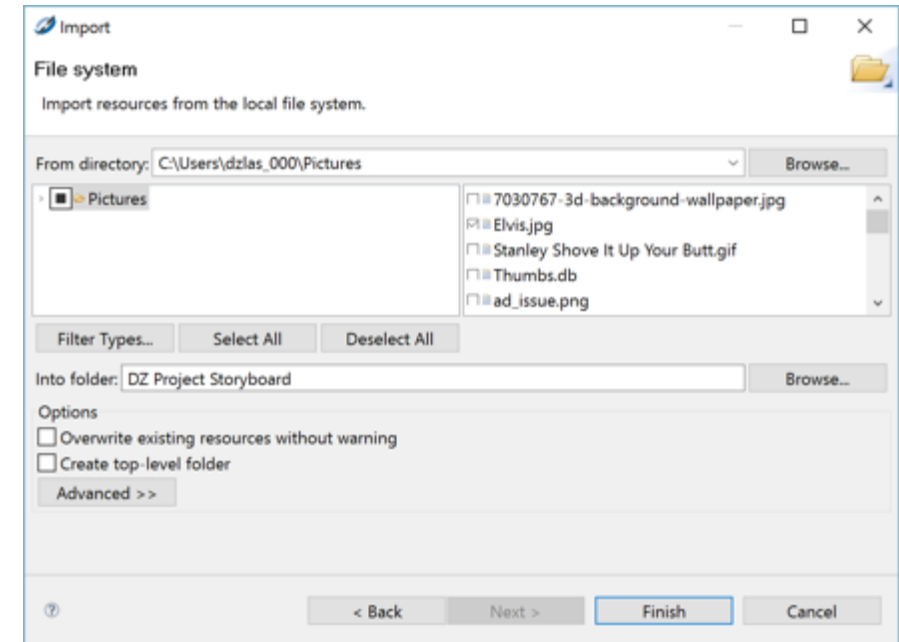 Import
File system
Import resources from the local file system.
From directory: C:\Users\dzlas_000\Pictures
Browse...
Pictures
7030767-3d-background-wallpaper.jpg
Elvis.jpg
Stanley Shove It Up Your Butt.gif
Thumbs.db
ad_issue.png
Filter Types...
Select All
Deselect All
Into folder: DZ Project Storyboard
Browse...
Options
Overwrite existing resources without warning
Create top-level folder
Advanced >>
?
< Back
Next >
Finish
Cancel